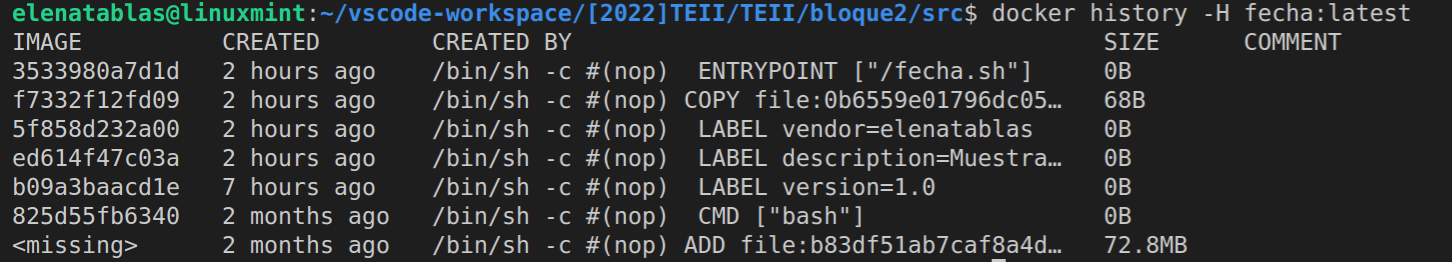 elenatablas@linuxmint:~/vscode-workspace/[2022]TEII/TEII/bloque2/src$ docker history -H fecha:latest
IMAGE CREATED CREATED BY SIZE COMMENT
3533980a7d1d 2 hours ago /bin/sh -c #(nop) ENTRYPOINT ["/fecha.sh"] 0B
f7332f12fd09 2 hours ago /bin/sh -c #(nop) COPY file:0b6559e01796dc05… 68B
5f858d232a00 2 hours ago /bin/sh -c #(nop) LABEL vendor=elenatablas 0B
ed614f47c03a 2 hours ago /bin/sh -c #(nop) LABEL description=Muestra… 0B
b09a3baacd1e 7 hours ago /bin/sh -c #(nop) LABEL version=1.0 0B
825d55fb6340 2 months ago /bin/sh -c #(nop) CMD ["bash"] 0B
<missing> 2 months ago /bin/sh -c #(nop) ADD file:b83df51ab7caf8a4d… 72.8MB